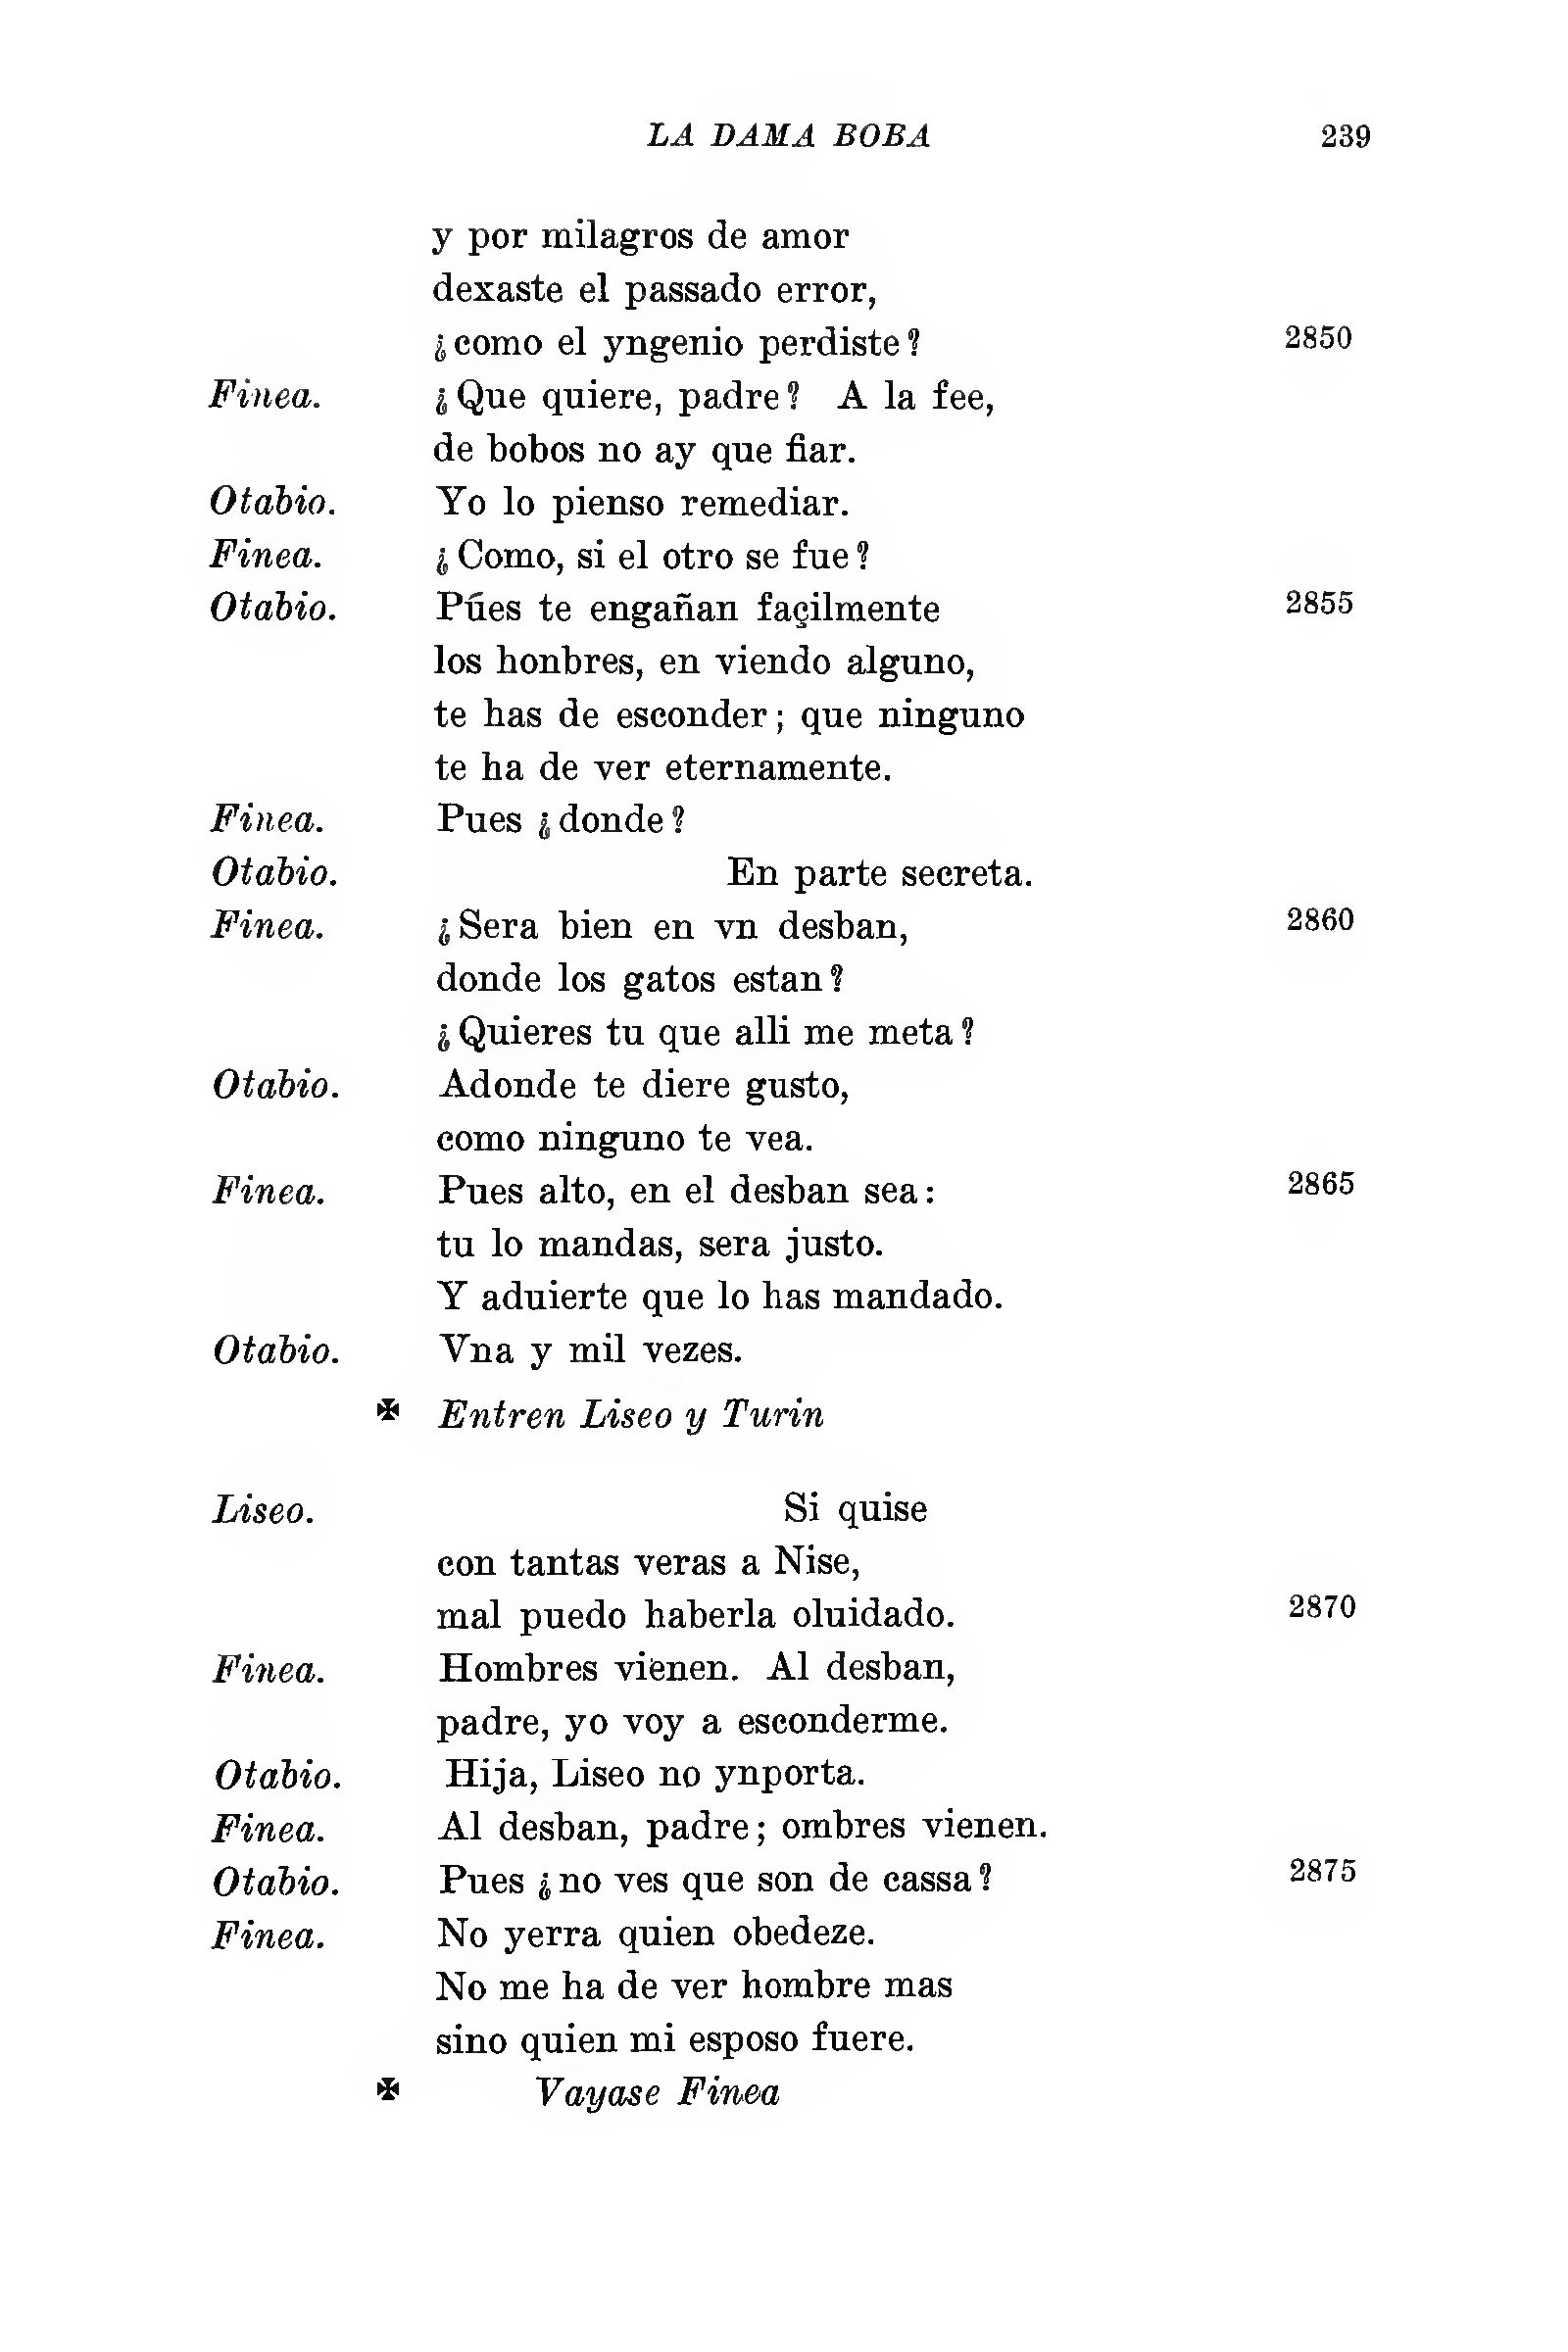 LA DAMA BOBA 239
y por milagros de amor
dexaste el passado error,
¿como el yngenio perdiste? 2850
Finea. ¿Que quiere, padre? A la fee,
de bobos no ay que fiar.
Otabio. Yo lo pienso remediar.
Finea. ¿Como, si el otro se fue?
Otabio. Pües te engañan façilmente 2855
los honbres, en viendo alguno,
te has de esconder; que ninguno
te ha de ver eternamente.
Finea. Pues ¿donde?
Otabio. En parte secreta.
Finea. ¿Sera bien en vn desban, 2860
donde los gatos estan?
¿Quieres tu que alli me meta?
Otabio. Adonde te diere gusto,
como ninguno te vea.
Finea. Pues alto, en el desban sea: 2865
tu lo mandas, sera justo.
Y aduierte que lo has mandado.
Otabio. Vna y mil vezes.
✠ Entren Liseo y Turin
Liseo. Si quise
con tantas veras a Nise,
mal puedo haberla oluidado. 2870
Finea. Hombres vienen. Al desban,
padre, yo voy a esconderme.
Otabio. Hija, Liseo no ynporta.
Finea. Al desban, padre; ombres vienen.
Otabio. Pues ¿no ves que son de cassa? 2875
Finea. No yerra quien obedeze.
No me ha de ver hombre mas
sino quien mi esposo fuere.
✠ Vayase Finea